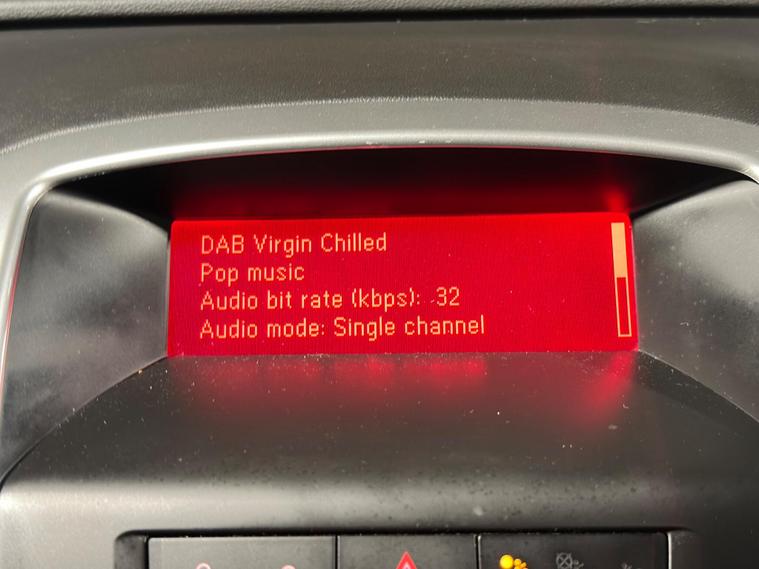 DAB Virgin Chilled
Pop music
Audio bit rate (kbps): 32
Audio mode: Single channel